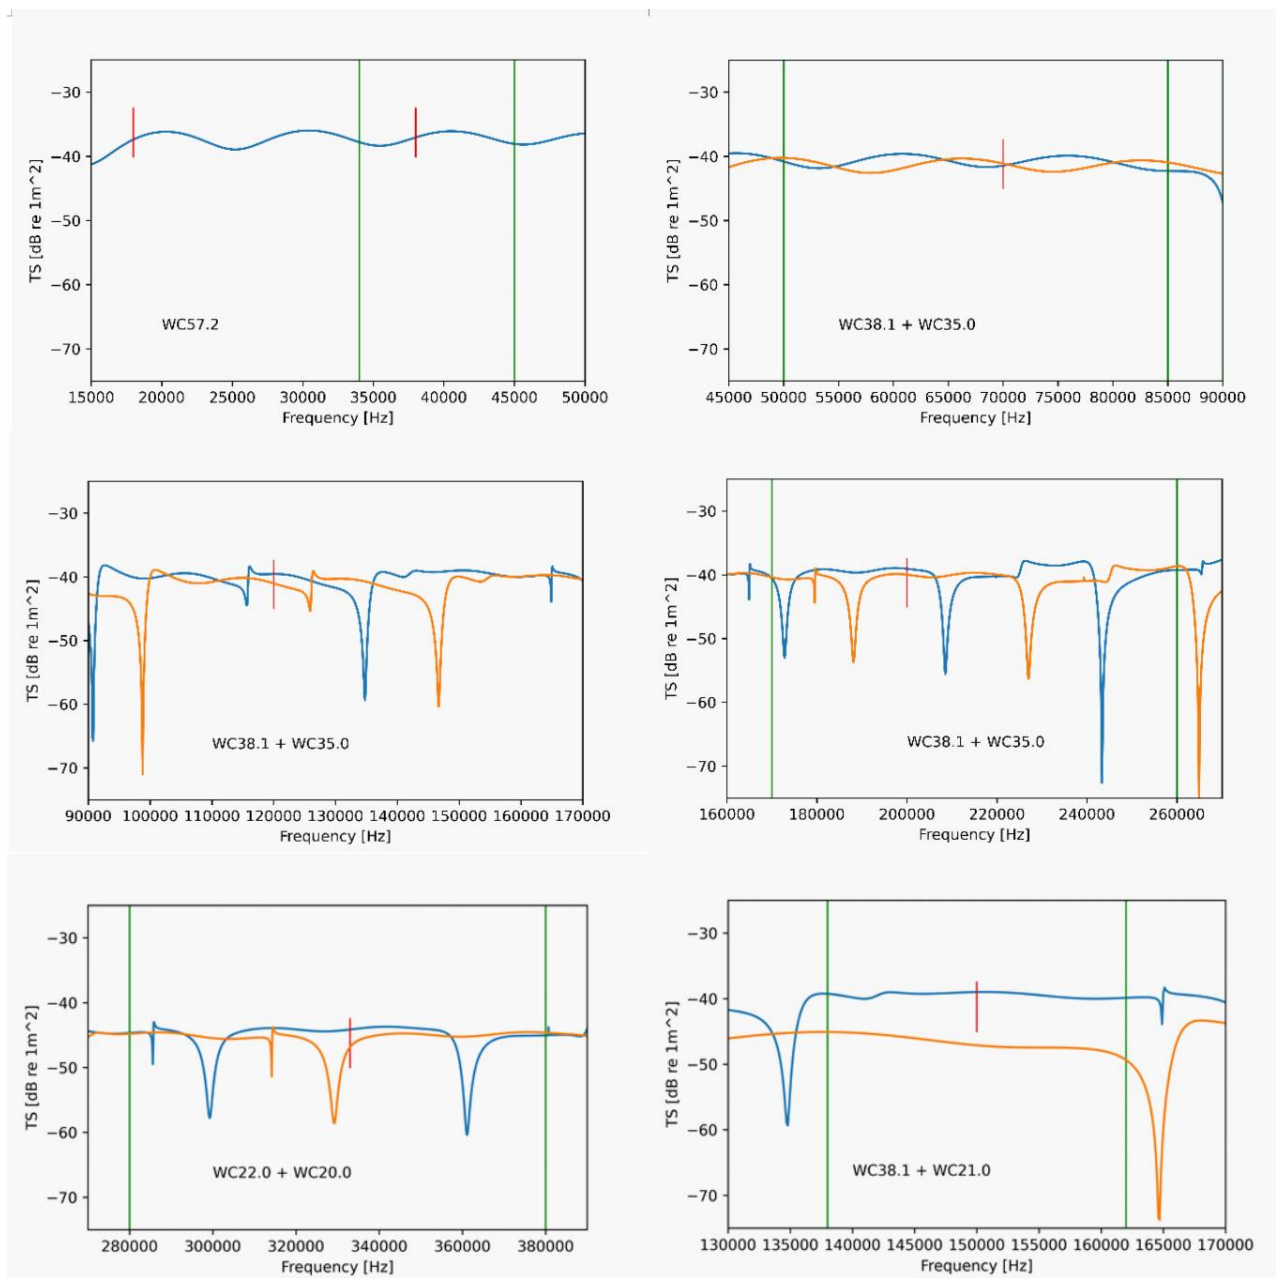 −30
−40
−50
−60
−70
TS [dB re 1m^2]
WC57.2
15000 20000 25000 30000 35000 40000 45000 50000
Frequency [Hz]
−30
−40
−50
−60
−70
TS [dB re 1m^2]
WC38.1 + WC35.0
45000 50000 55000 60000 65000 70000 75000 80000 85000 90000
Frequency [Hz]
−30
−40
−50
−60
−70
TS [dB re 1m^2]
WC38.1 + WC35.0
90000 100000 110000 120000 130000 140000 150000 160000 170000
Frequency [Hz]
−30
−40
−50
−60
−70
TS [dB re 1m^2]
WC38.1 + WC35.0
160000 180000 200000 220000 240000 260000
Frequency [Hz]
−30
−40
−50
−60
−70
TS [dB re 1m^2]
WC22.0 + WC20.0
280000 300000 320000 340000 360000 380000
Frequency [Hz]
−30
−40
−50
−60
−70
TS [dB re 1m^2]
WC38.1 + WC21.0
130000 135000 140000 145000 150000 155000 160000 165000 170000
Frequency [Hz]